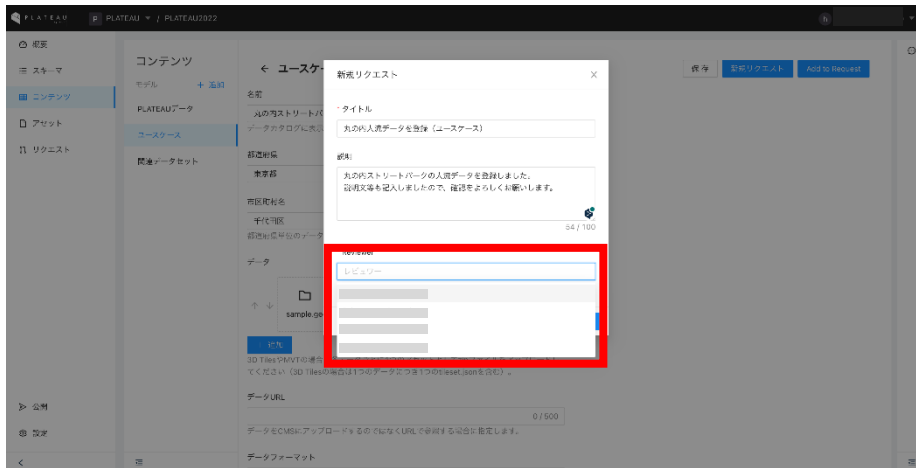 PLATEAU
P PLATEAU / PLATEAU2022
h
概要
スキーマ
コンテンツ
アセット
リクエスト
公開
設定
コンテンツ
モデル + 追加
PLATEAUデータ
ユースケース
関連データセット
← ユースケー
保存 新規リクエスト Add to Request
名前
丸の内ストリートパ
データカタログに表示
都道府県
東京都
市区町村名
千代田区
都道府県単位のデータ
データ
sample.ge
+ 追加
3D TilesやMVTの場合
てください（3D Tilesの場合は1つのデータにつき1つのtileset.jsonを含む）。
データURL
0 / 500
データをCMSにアップロードするのではなくURLで登録する場合に指定します。
データフォーマット
新規リクエスト
* タイトル
丸の内人流データを登録（ユースケース）
説明
丸の内ストリートパークの人流データを登録しました。
説明文等も記入しましたので、確認をよろしくお願いします。
54 / 100
Reviewer
レビュワー